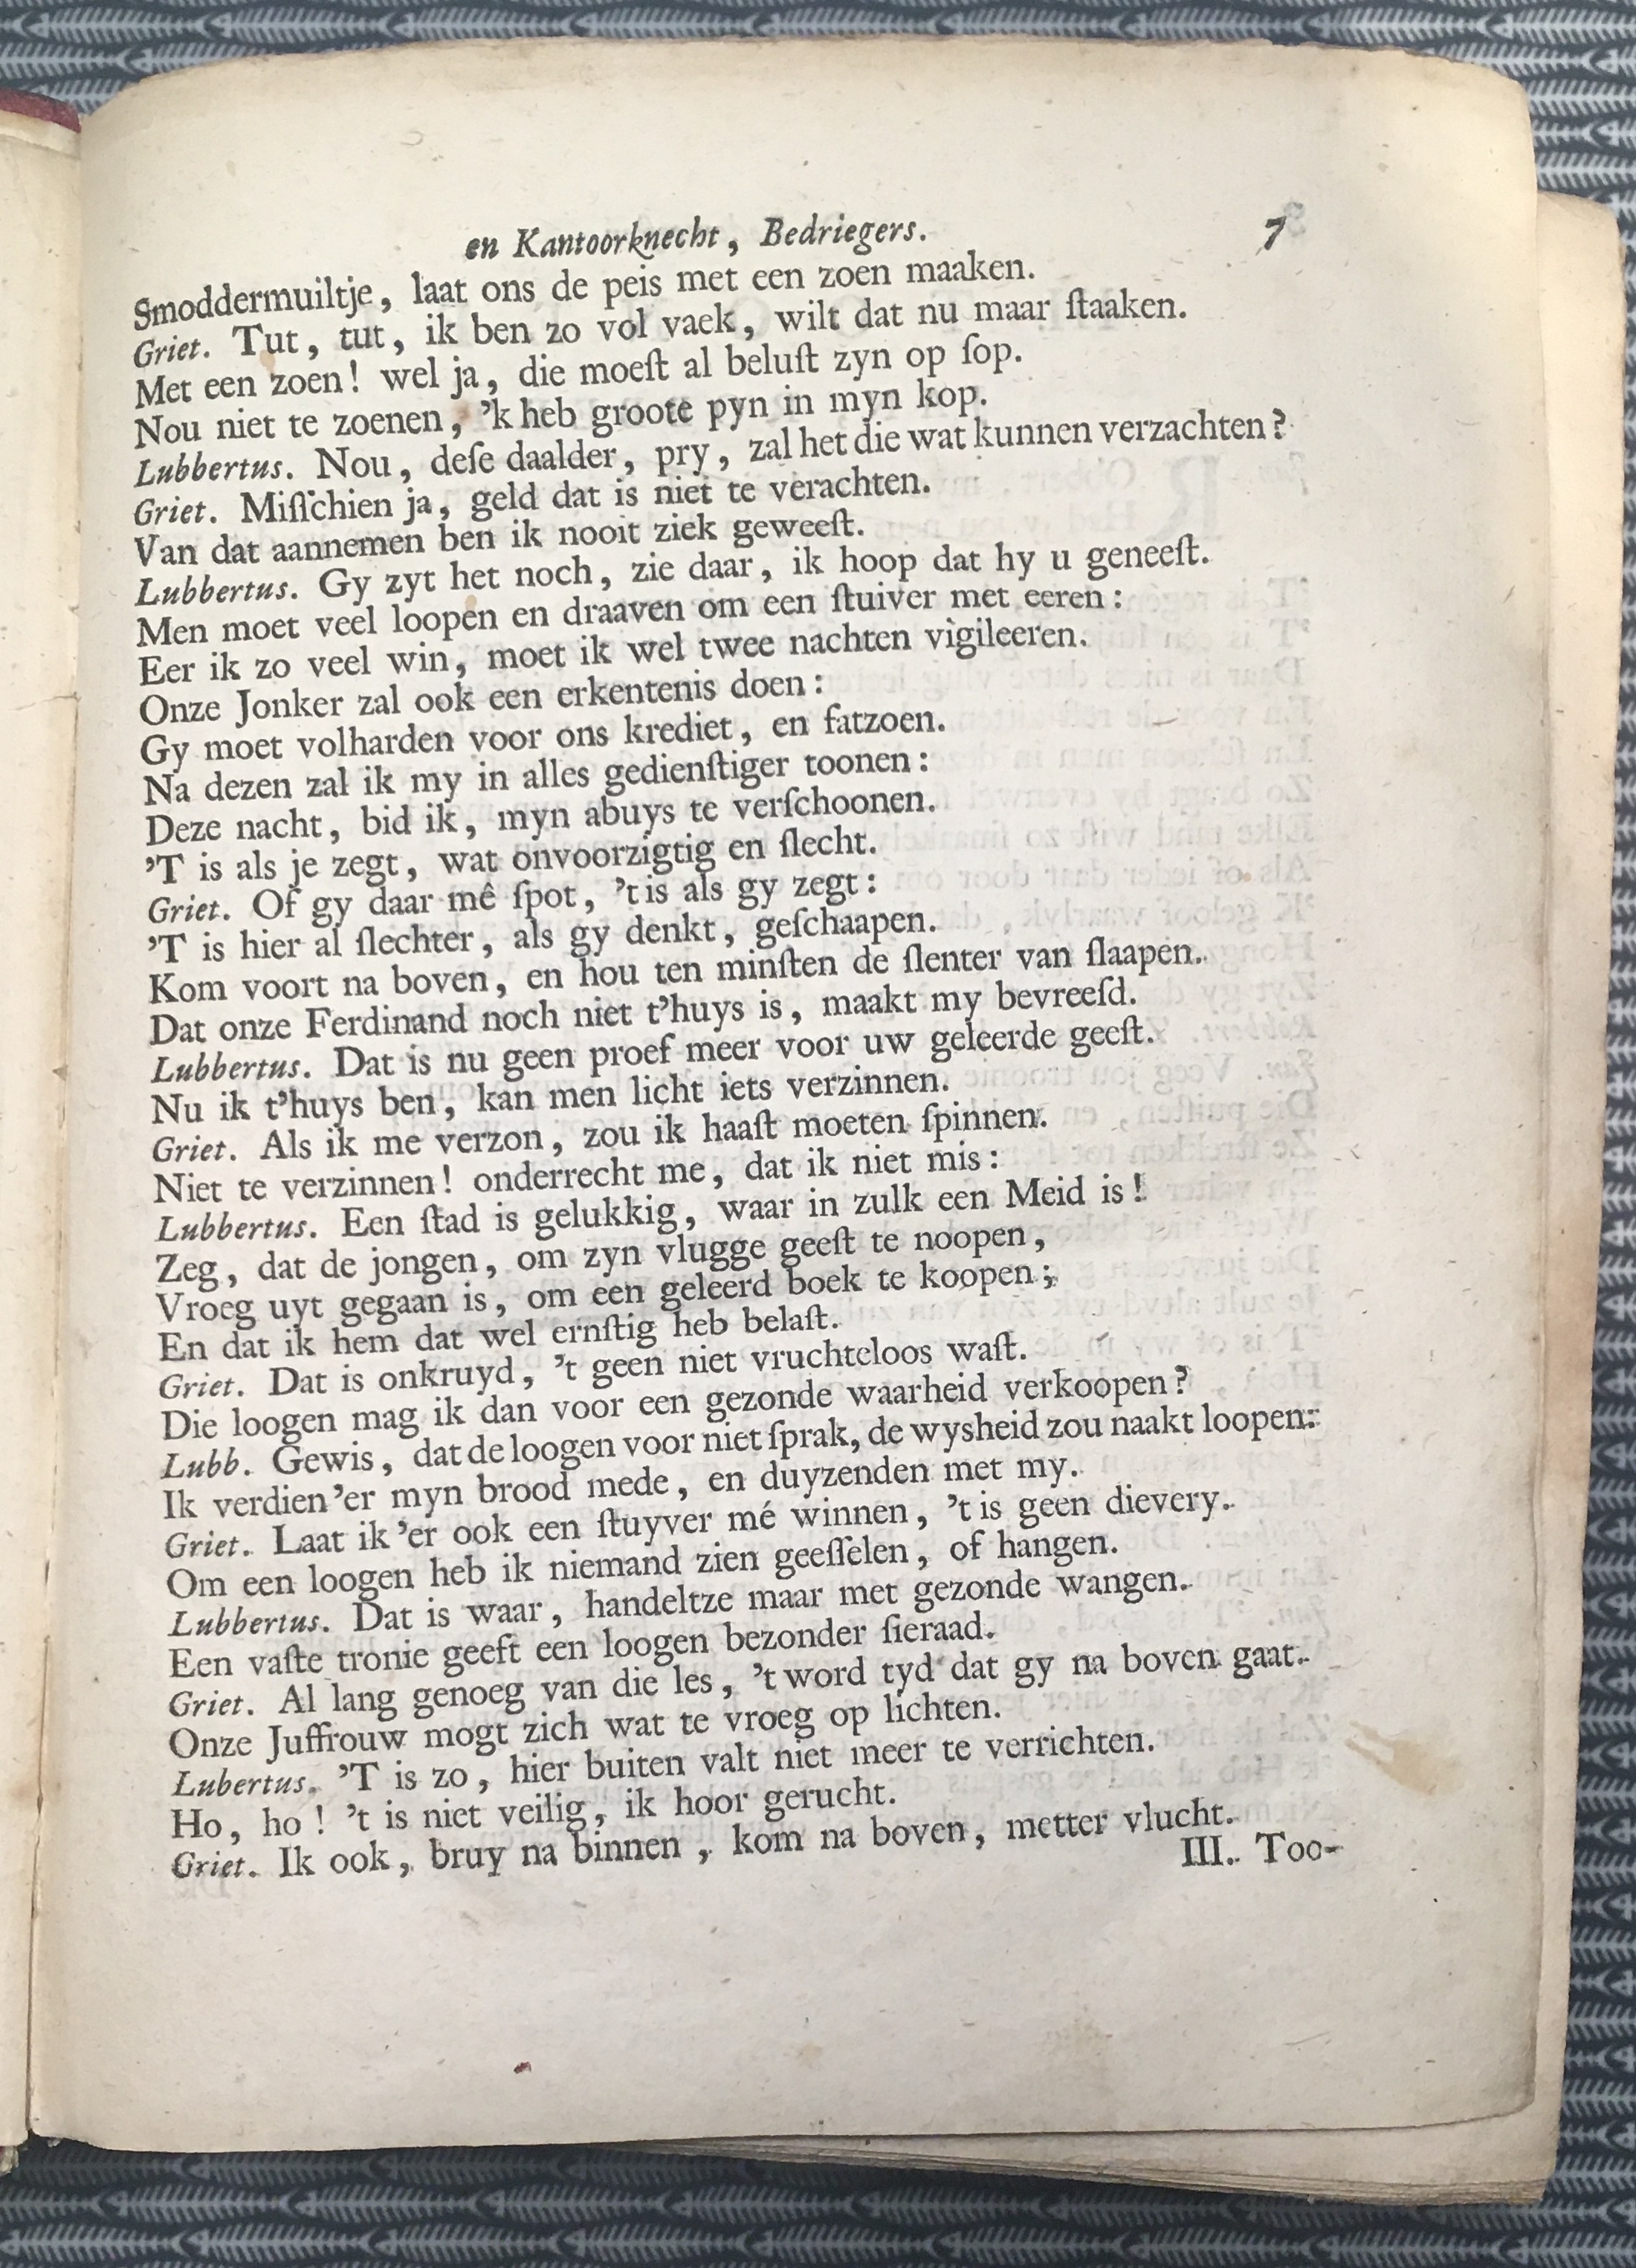 en Kantoorknecht, Bedriegers. 7
Smoddermuiltje, laat ons de peis met een zoen maaken.
Griet. Tut, tut, ik ben zo vol vaek, wilt dat nu maar ſtaaken.
Met een zoen! wel ja, die moeſt al beluſt zyn op ſop.
Nou niet te zoenen, 'k heb groote pyn in myn kop.
Lubbertus. Nou, deſe daalder, pry, zal het die wat kunnen verzachten?
Griet. Miſſchien ja, geld dat is niet te verachten.
Van dat aannemen ben ik nooit ziek geweeſt.
Lubbertus. Gy zyt het noch, zie daar, ik hoop dat hy u geneeſt.
Men moet veel loopen en draaven om een ſtuiver met eeren:
Eer ik zo veel win, moet ik wel twee nachten vigileeren.
Onze Jonker zal ook een erkentenis doen:
Gy moet volharden voor ons krediet, en fatzoen.
Na dezen zal ik my in alles gedienſtiger toonen:
Deze nacht, bid ik, myn abuys te verſchoonen.
'T is als je zegt, wat onvoorzigtig en ſlecht.
Griet. Of gy daar mê ſpot, 't is als gy zegt:
'T is hier al ſlechter, als gy denkt, geſchaapen.
Kom voort na boven, en hou ten minſten de ſlenter van ſlaapen.
Dat onze Ferdinand noch niet t'huys is, maakt my bevreeſd.
Lubbertus. Dat is nu geen proef meer voor uw geleerde geeſt.
Nu ik t'huys ben, kan men licht iets verzinnen.
Griet. Als ik me verzon, zou ik haaſt moeten ſpinnen.
Niet te verzinnen! onderrecht me, dat ik niet mis:
Lubbertus. Een ſtad is gelukkig, waar in zulk een Meid is!
Zeg, dat de jongen, om zyn vlugge geeſt te noopen,
Vroeg uyt gegaan is, om een geleerd boek te koopen;
En dat ik hem dat wel ernſtig heb belaſt.
Griet. Dat is onkruyd, 't geen niet vruchteloos waſt.
Die loogen mag ik dan voor een gezonde waarheid verkoopen?
Lubb. Gewis, dat de loogen voor niet ſprak, de wysheid zou naakt loopen:
Ik verdien 'er myn brood mede, en duyzenden met my.
Griet. Laat ik 'er ook een ſtuyver mé winnen, 't is geen dievery.
Om een loogen heb ik niemand zien geeſſelen, of hangen.
Lubbertus. Dat is waar, handeltze maar met gezonde wangen.
Een vaſte tronie geeft een loogen bezonder ſieraad.
Griet. Al lang genoeg van die les, 't word tyd dat gy na boven gaat.
Onze Juffrouw mogt zich wat te vroeg op lichten.
Lubertus. 'T is zo, hier buiten valt niet meer te verrichten.
Ho, ho! 't is niet veilig, ik hoor gerucht.
Griet. Ik ook, bruy na binnen, kom na boven, metter vlucht.
III. Too-